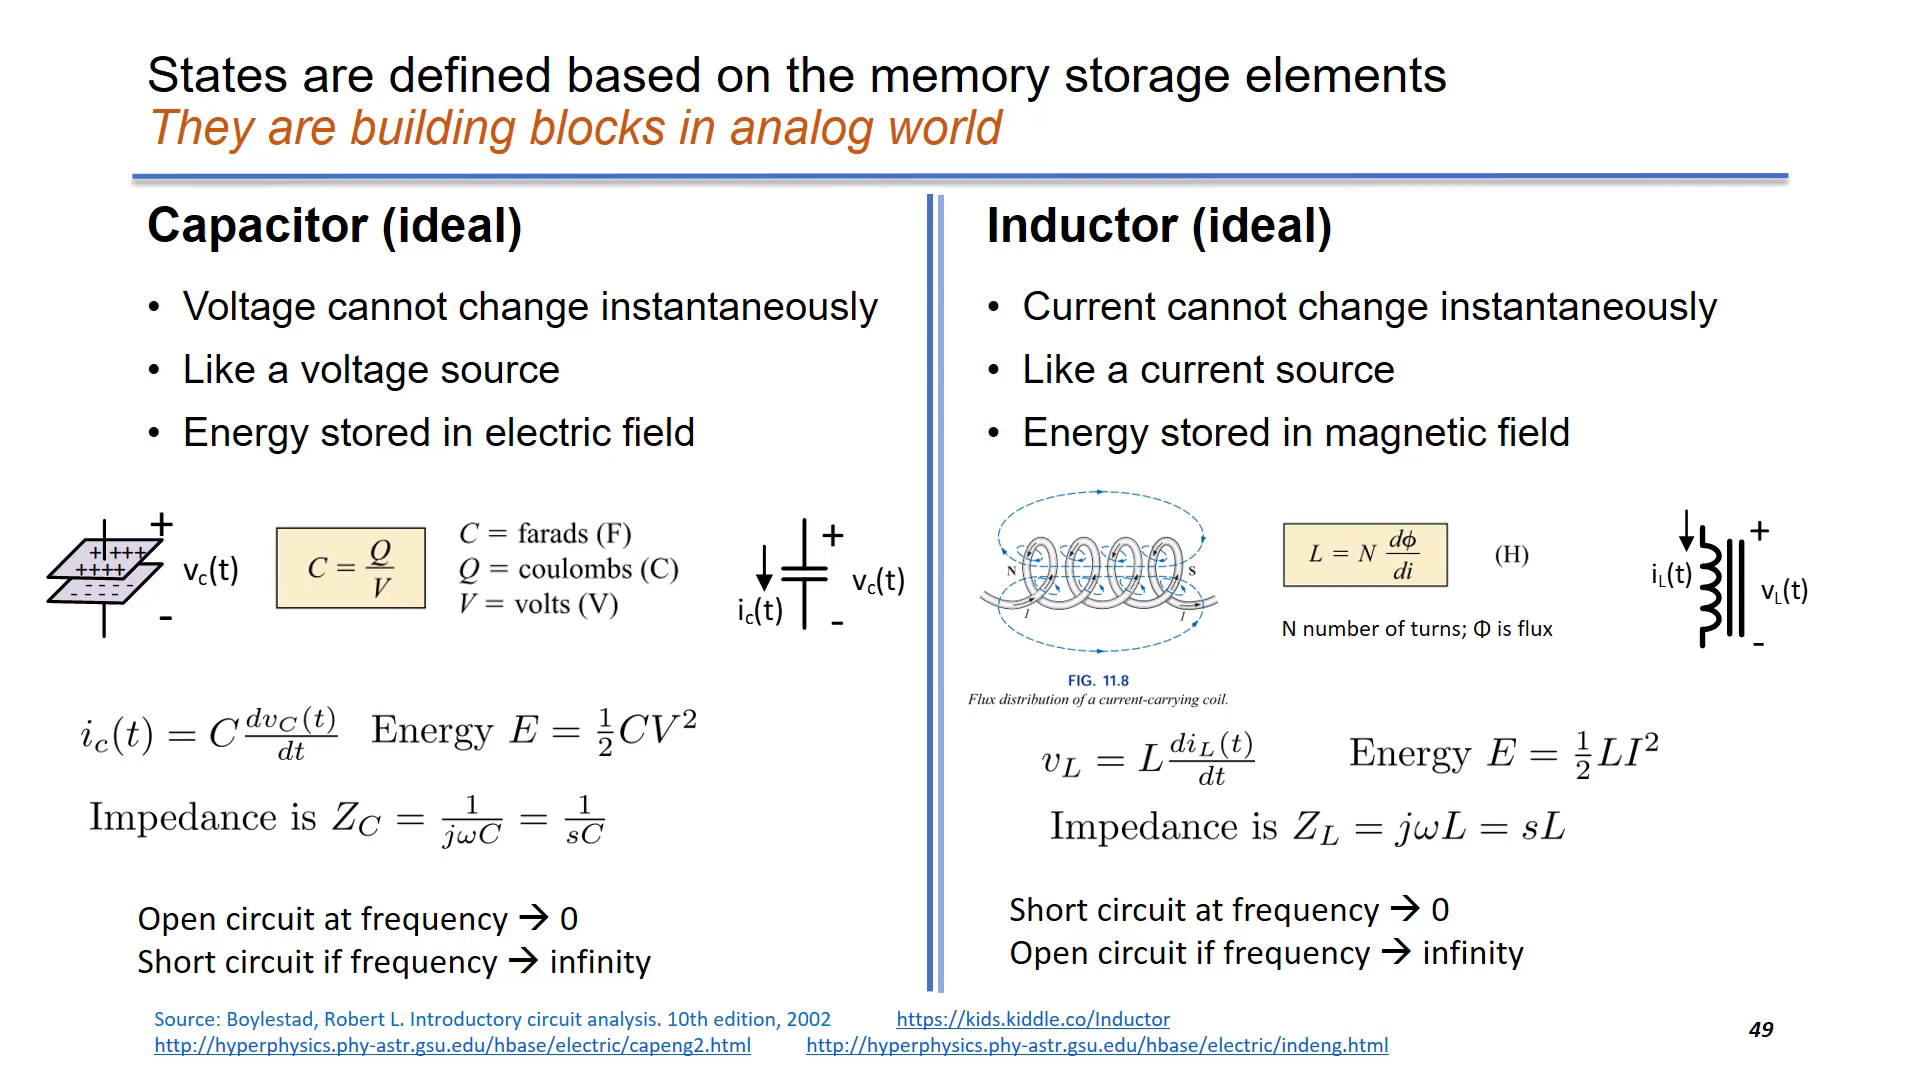 States are defined based on the memory storage elements
They are building blocks in analog world
Capacitor (ideal)
• Voltage cannot change instantaneously
• Like a voltage source
• Energy stored in electric field
+
+ + + + +
+ + + +
- - - - -
-
v_c(t)
C = Q/V
C = farads (F)
Q = coulombs (C)
V = volts (V)
i_c(t)
+
v_c(t)
-
i_c(t) = C dv_C(t)/dt Energy E = 1/2 CV²
Impedance is Z_C = 1/jωC = 1/sC
Open circuit at frequency → 0
Short circuit if frequency → infinity
Inductor (ideal)
• Current cannot change instantaneously
• Like a current source
• Energy stored in magnetic field
N S
I I
FIG. 11.8
Flux distribution of a current-carrying coil.
L = N dϕ/di (H)
N number of turns; Φ is flux
i_L(t)
+
v_L(t)
-
v_L = L di_L(t)/dt Energy E = 1/2 LI²
Impedance is Z_L = jωL = sL
Short circuit at frequency → 0
Open circuit if frequency → infinity
Source: Boylestad, Robert L. Introductory circuit analysis. 10th edition, 2002 https://kids.kiddle.co/Inductor
http://hyperphysics.phy-astr.gsu.edu/hbase/electric/capeng2.html http://hyperphysics.phy-astr.gsu.edu/hbase/electric/indeng.html
49